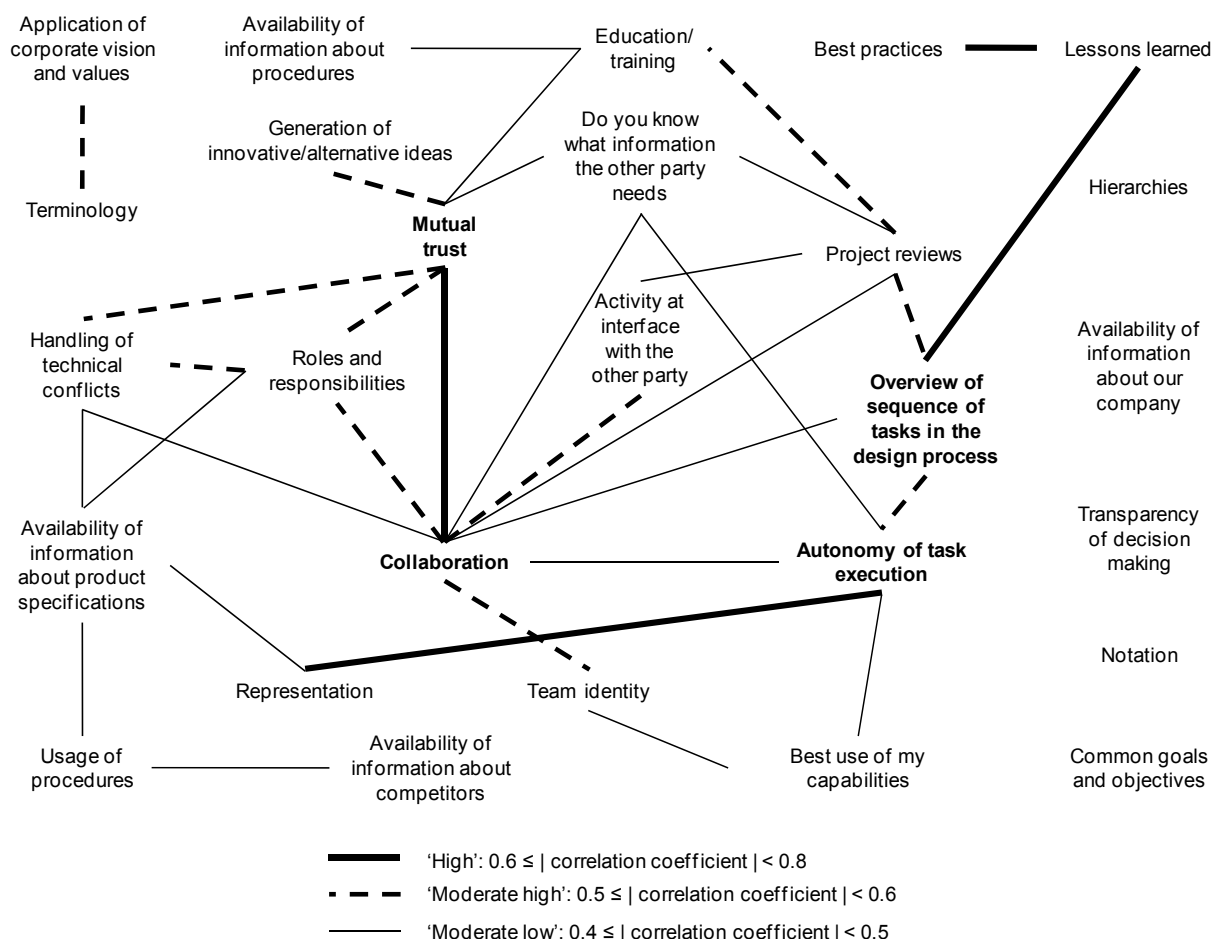 Application of
corporate vision
and values
Availability of
information about
procedures
Education/
training
Best practices
Lessons learned
Generation of
innovative/alternative ideas
Do you know
what information
the other party
needs
Hierarchies
Terminology
Mutual
trust
Project reviews
Handling of
technical
conflicts
Roles and
responsibilities
Activity at
interface
with the
other party
Overview of
sequence of
tasks in the
design process
Availability of
information
about our
company
Availability of
information
about product
specifications
Collaboration
Autonomy of task
execution
Transparency
of decision
making
Representation
Team identity
Notation
Usage of
procedures
Availability of
information about
competitors
Best use of my
capabilities
Common goals
and objectives
‘High’: 0.6 ≤ | correlation coefficient | < 0.8
‘Moderate high’: 0.5 ≤ | correlation coefficient | < 0.6
‘Moderate low’: 0.4 ≤ | correlation coefficient | < 0.5